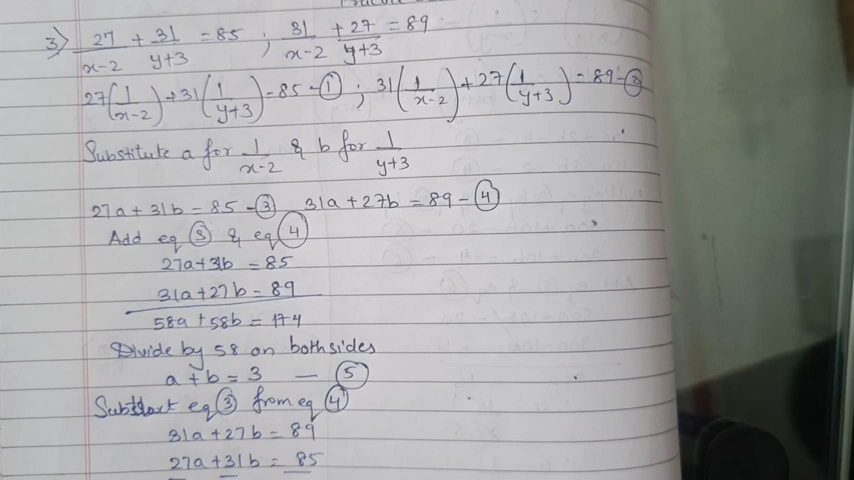 3) 27/x-2 + 31/y+3 = 85 ; 31/x-2 + 27/y+3 = 89
27(1/x-2) + 31(1/y+3) = 85 - ① ; 31(1/x-2) + 27(1/y+3) = 89 - ②
Substitute a for 1/x-2 & b for 1/y+3
27a + 31b = 85 - ③ 31a + 27b = 89 - ④
Add eq ③ & eq ④
27a + 31b = 85
31a + 27b = 89
58a + 58b = 174
Divide by 58 on both sides
a + b = 3 — ⑤
Subtract eq ③ from eq ④
31a + 27b = 89
27a + 31b = 85